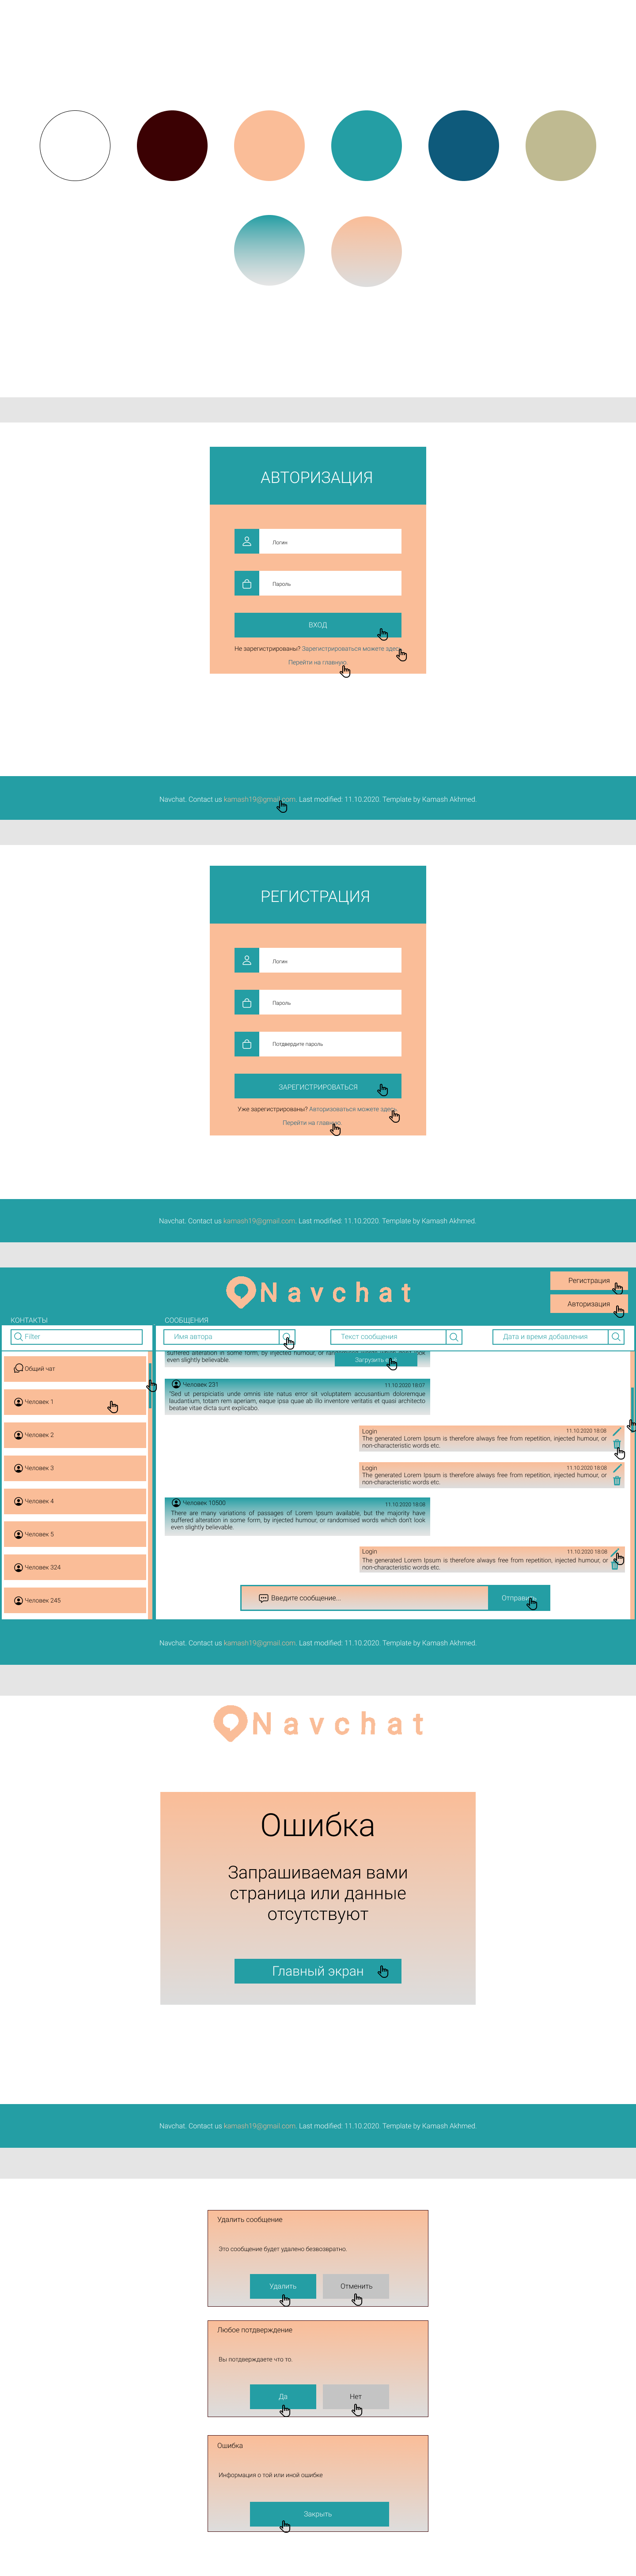 АВТОРИЗАЦИЯ
Логин
Пароль
ВХОД
Не зарегистрированы? Зарегистрироваться можете здесь.
Перейти на главную.
Navchat. Contact us kamash19@gmail.com. Last modified: 11.10.2020. Template by Kamash Akhmed.
РЕГИСТРАЦИЯ
Логин
Пароль
Потдвердите пароль
ЗАРЕГИСТРИРОВАТЬСЯ
Уже зарегистрированы? Авторизоваться можете здесь.
Перейти на главную.
Navchat. Contact us kamash19@gmail.com. Last modified: 11.10.2020. Template by Kamash Akhmed.
Navchat
Регистрация
Авторизация
КОНТАКТЫ
СООБЩЕНИЯ
Filter
Имя автора
Текст сообщения
Дата и время добавления
Общий чат
Человек 1
Человек 2
Человек 3
Человек 4
Человек 5
Человек 324
Человек 245
suffered alteration in some form, by injected humour, or
even slightly believable.
Загрузить
Человек 231
11.10.2020 18:07
"Sed ut perspiciatis unde omnis iste natus error sit voluptatem accusantium doloremque
laudantium, totam rem aperiam, eaque ipsa quae ab illo inventore veritatis et quasi architecto
beatae vitae dicta sunt explicabo.
Login
11.10.2020 18:08
The generated Lorem Ipsum is therefore always free from repetition, injected humour, or
non-characteristic words etc.
Login
11.10.2020 18:08
The generated Lorem Ipsum is therefore always free from repetition, injected humour, or
non-characteristic words etc.
Человек 10500
11.10.2020 18:08
There are many variations of passages of Lorem Ipsum available, but the majority have
suffered alteration in some form, by injected humour, or randomised words which don't look
even slightly believable.
Login
11.10.2020 18:08
The generated Lorem Ipsum is therefore always free from repetition, injected humour, or
non-characteristic words etc.
Введите сообщение...
Отправить
Navchat. Contact us kamash19@gmail.com. Last modified: 11.10.2020. Template by Kamash Akhmed.
Navchat
Ошибка
Запрашиваемая вами
страница или данные
отсутствуют
Главный экран
Navchat. Contact us kamash19@gmail.com. Last modified: 11.10.2020. Template by Kamash Akhmed.
Удалить сообщение
Это сообщение будет удалено безвозвратно.
Удалить
Отменить
Любое потдверждение
Вы потдверждаете что то.
Да
Нет
Ошибка
Информация о той или иной ошибке
Закрыть